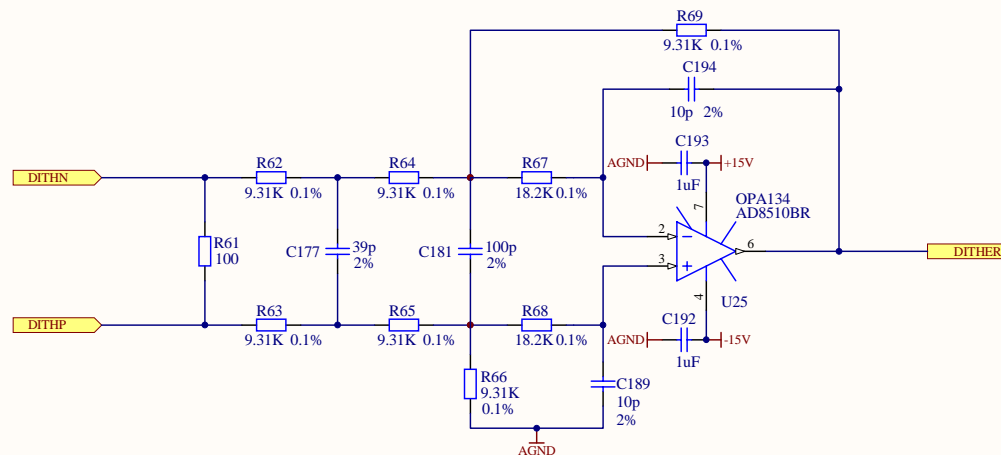 R69
9.31K 0.1%
C194
10p 2%
C193
AGND
+15V
1uF
DITHN
R62
9.31K 0.1%
R64
9.31K 0.1%
R67
18.2K 0.1%
OPA134
AD8510BR
7
2
6
3
4
R61
100
C177
39p
2%
C181
100p
2%
DITHER
U25
DITHP
R63
9.31K 0.1%
R65
9.31K 0.1%
R68
18.2K 0.1%
C192
AGND
-15V
1uF
R66
9.31K
0.1%
C189
10p
2%
AGND